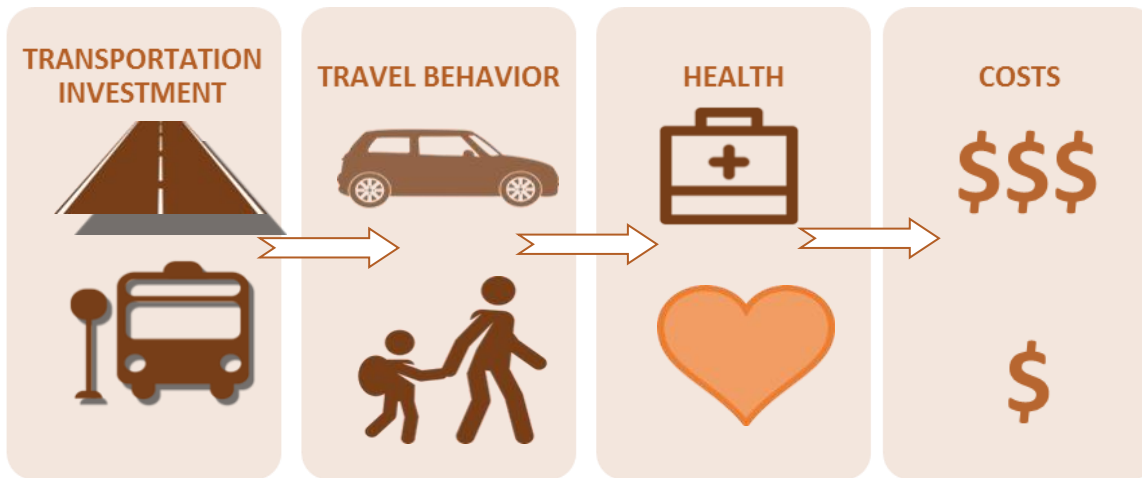 TRANSPORTATION
INVESTMENT
TRAVEL BEHAVIOR
HEALTH
COSTS
$$$
$